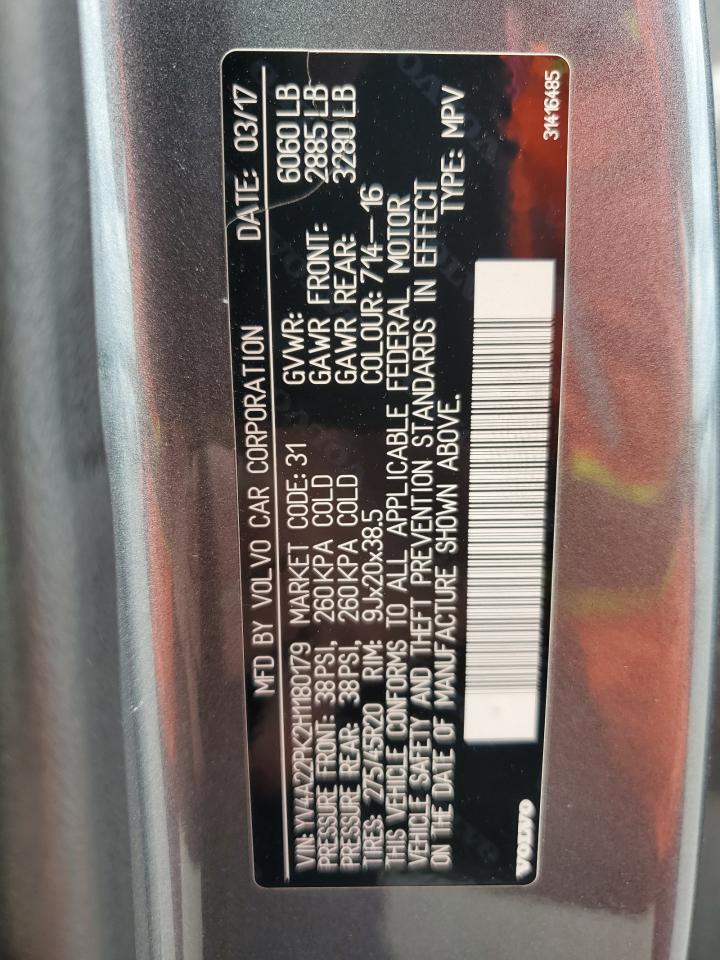 MFD BY VOLVO CAR CORPORATION DATE: 03/17
VIN: YV4A22PK2H1180179 MARKET CODE: 31 GVWR: 6060 LB
PRESSURE FRONT: 38PSI, 260KPA COLD GAWR FRONT: 2885 LB
PRESSURE REAR: 38PSI, 260KPA COLD GAWR REAR: 3280 LB
TIRES: 275/45R20 RIM: 9Jx20x38.5 COLOUR: 714—16
THIS VEHICLE CONFORMS TO ALL APPLICABLE FEDERAL MOTOR
VEHICLE SAFETY AND THEFT PREVENTION STANDARDS IN EFFECT
ON THE DATE OF MANUFACTURE SHOWN ABOVE. TYPE: MPV
VOLVO
31416485